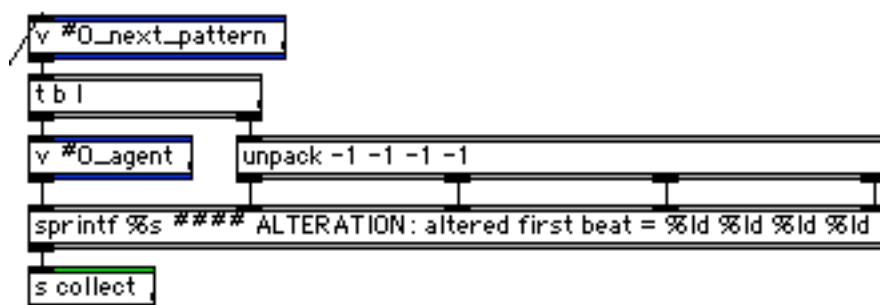 v #0_next_pattern
t b l
v #0_agent
unpack -1 -1 -1 -1
sprintf %s #### ALTERATION: altered first beat = %ld %ld %ld %ld
s collect